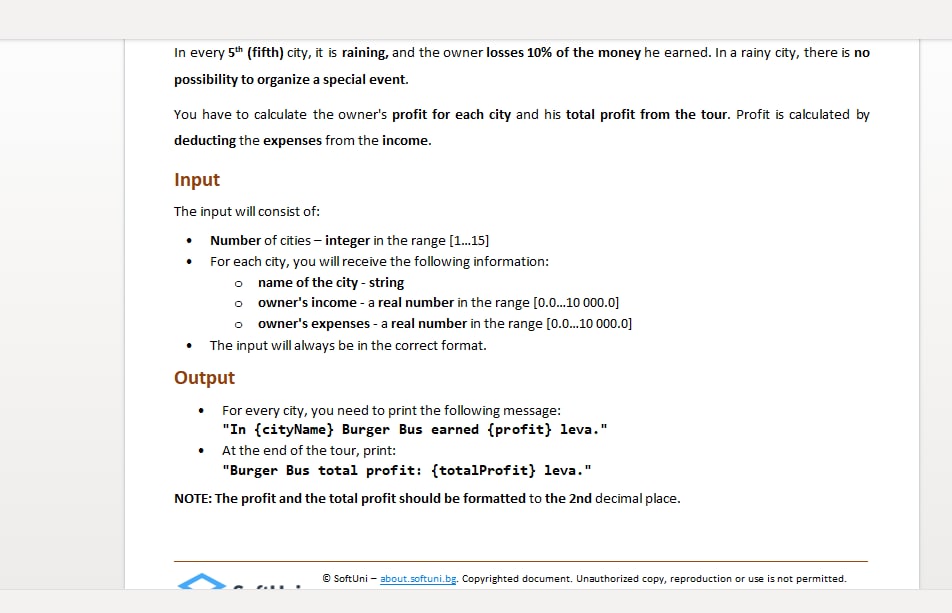 In every 5th (fifth) city, it is raining, and the owner losses 10% of the money he earned. In a rainy city, there is no
possibility to organize a special event.
You have to calculate the owner's profit for each city and his total profit from the tour. Profit is calculated by
deducting the expenses from the income.
Input
The input will consist of:
• Number of cities – integer in the range [1…15]
• For each city, you will receive the following information:
o name of the city - string
o owner's income - a real number in the range [0.0…10 000.0]
o owner's expenses - a real number in the range [0.0…10 000.0]
• The input will always be in the correct format.
Output
• For every city, you need to print the following message:
"In {cityName} Burger Bus earned {profit} leva."
• At the end of the tour, print:
"Burger Bus total profit: {totalProfit} leva."
NOTE: The profit and the total profit should be formatted to the 2nd decimal place.
© SoftUni – about.softuni.bg. Copyrighted document. Unauthorized copy, reproduction or use is not permitted.